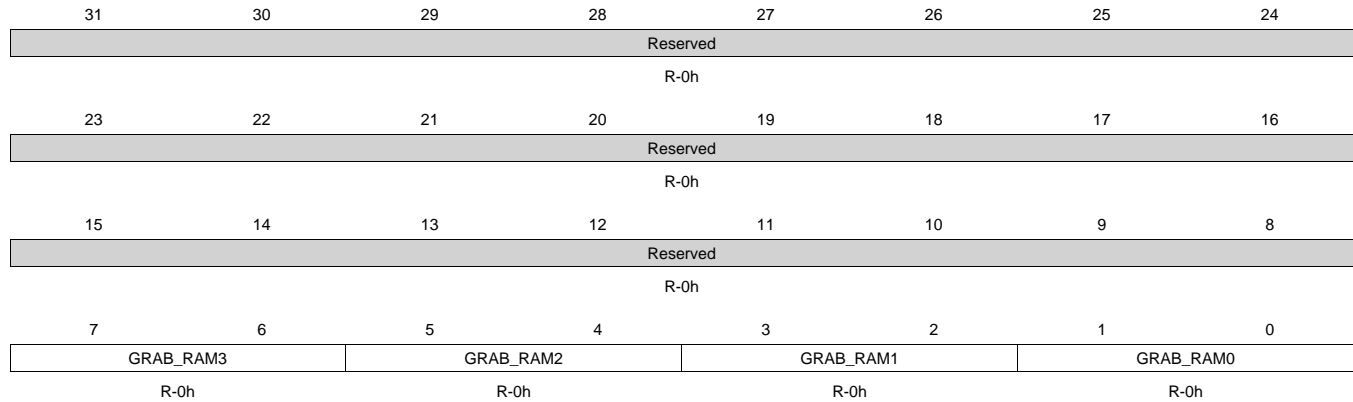 31 30 29 28 27 26 25 24
Reserved
R-0h
23 22 21 20 19 18 17 16
Reserved
R-0h
15 14 13 12 11 10 9 8
Reserved
R-0h
7 6 5 4 3 2 1 0
GRAB_RAM3 GRAB_RAM2 GRAB_RAM1 GRAB_RAM0
R-0h R-0h R-0h R-0h